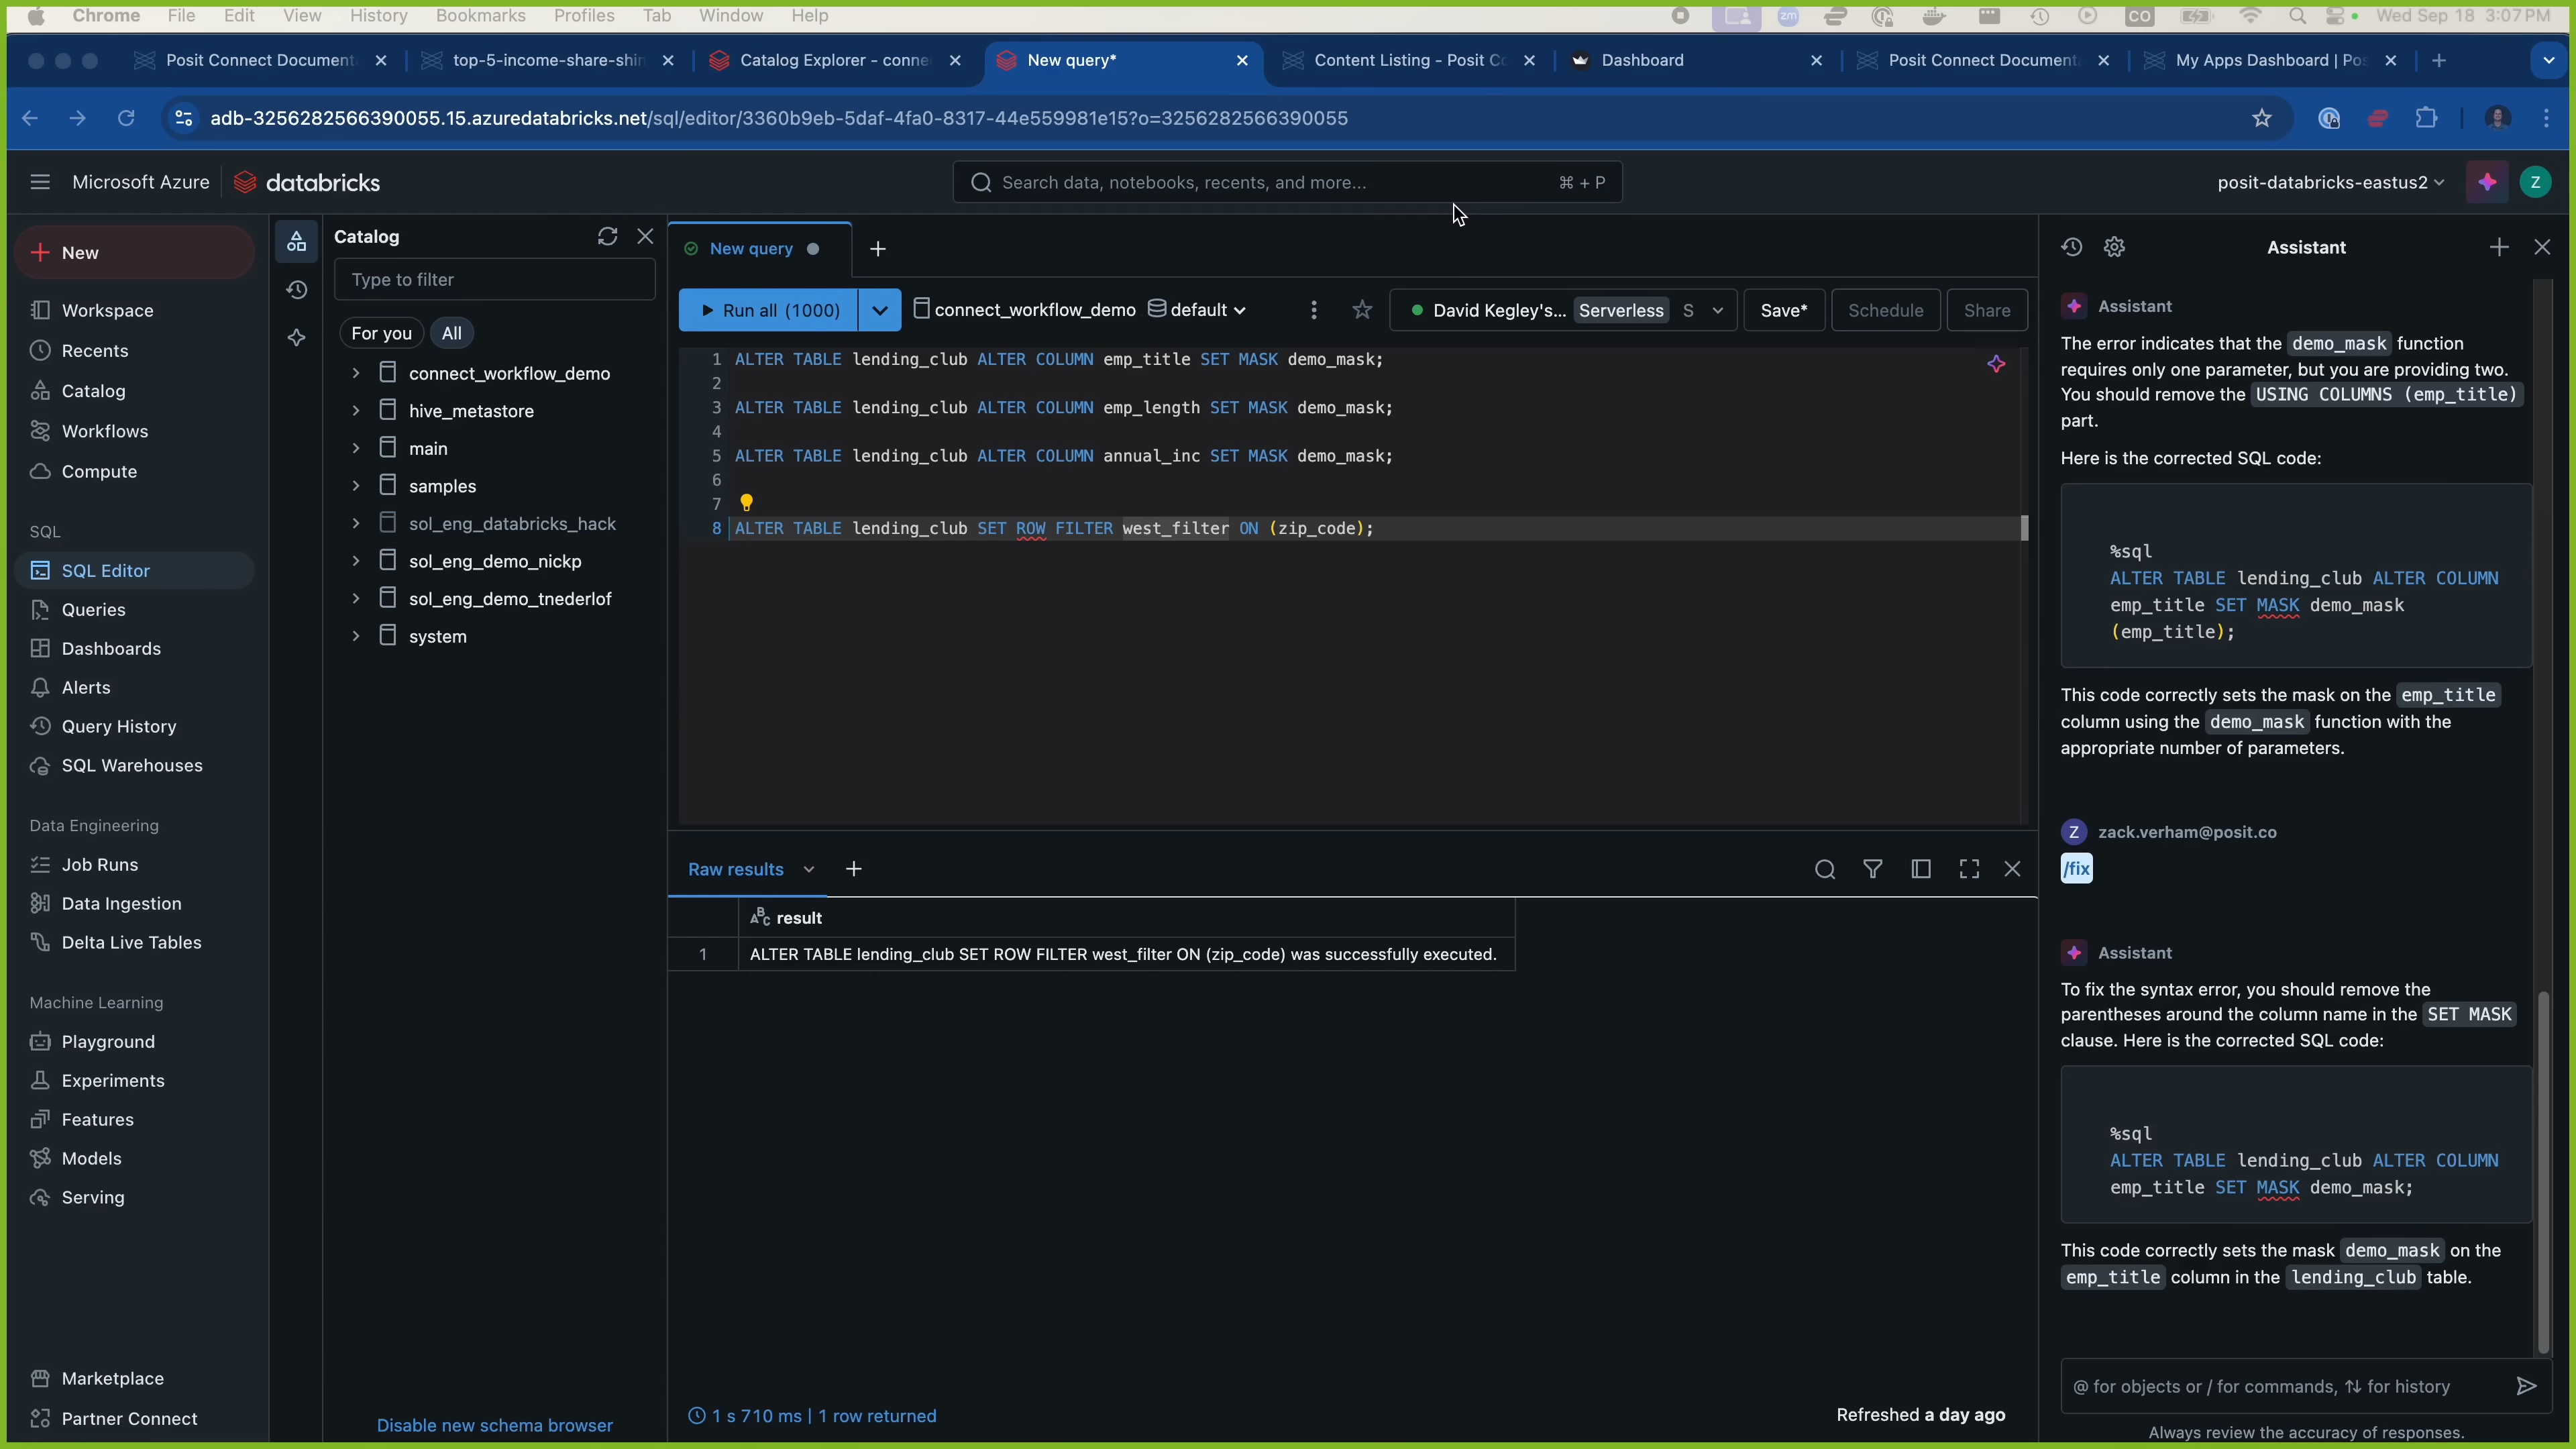 Chrome File Edit View History Bookmarks Profiles Tab Window Help
zm CO Wed Sep 18 3:07 PM
Posit Connect Document top-5-income-share-shin Catalog Explorer - conne New query* Content Listing - Posit Co Dashboard Posit Connect Document My Apps Dashboard | Pos
adb-3256282566390055.15.azuredatabricks.net/sql/editor/3360b9eb-5daf-4fa0-8317-44e559981e15?o=3256282566390055
Microsoft Azure databricks
Search data, notebooks, recents, and more... ⌘ + P
posit-databricks-eastus2 Z
New
Workspace
Recents
Catalog
Workflows
Compute
SQL
SQL Editor
Queries
Dashboards
Alerts
Query History
SQL Warehouses
Data Engineering
Job Runs
Data Ingestion
Delta Live Tables
Machine Learning
Playground
Experiments
Features
Models
Serving
Marketplace
Partner Connect
Catalog
Type to filter
For you All
connect_workflow_demo
hive_metastore
main
samples
sol_eng_databricks_hack
sol_eng_demo_nickp
sol_eng_demo_tnederlof
system
Disable new schema browser
New query
Run all (1000) connect_workflow_demo default David Kegley's... Serverless S Save* Schedule Share
1 ALTER TABLE lending_club ALTER COLUMN emp_title SET MASK demo_mask;
2
3 ALTER TABLE lending_club ALTER COLUMN emp_length SET MASK demo_mask;
4
5 ALTER TABLE lending_club ALTER COLUMN annual_inc SET MASK demo_mask;
6
7
8 ALTER TABLE lending_club SET ROW FILTER west_filter ON (zip_code);
Raw results
ABC result
1 ALTER TABLE lending_club SET ROW FILTER west_filter ON (zip_code) was successfully executed.
1 s 710 ms | 1 row returned
Refreshed a day ago
Assistant
Assistant
The error indicates that the demo_mask function
requires only one parameter, but you are providing two.
You should remove the USING COLUMNS (emp_title)
part.
Here is the corrected SQL code:
%sql
ALTER TABLE lending_club ALTER COLUMN
emp_title SET MASK demo_mask
(emp_title);
This code correctly sets the mask on the emp_title
column using the demo_mask function with the
appropriate number of parameters.
Z zack.verham@posit.co
/fix
Assistant
To fix the syntax error, you should remove the
parentheses around the column name in the SET MASK
clause. Here is the corrected SQL code:
%sql
ALTER TABLE lending_club ALTER COLUMN
emp_title SET MASK demo_mask;
This code correctly sets the mask demo_mask on the
emp_title column in the lending_club table.
@ for objects or / for commands, ↑↓ for history
Always review the accuracy of responses.